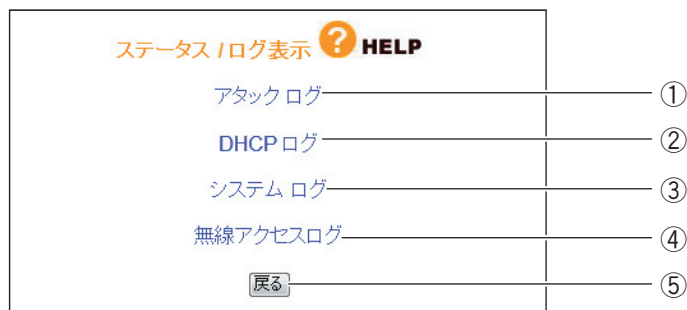 ステータス / ログ表示 ? HELP
アタック ログ ①
DHCP ログ ②
システム ログ ③
無線アクセスログ ④
戻る ⑤